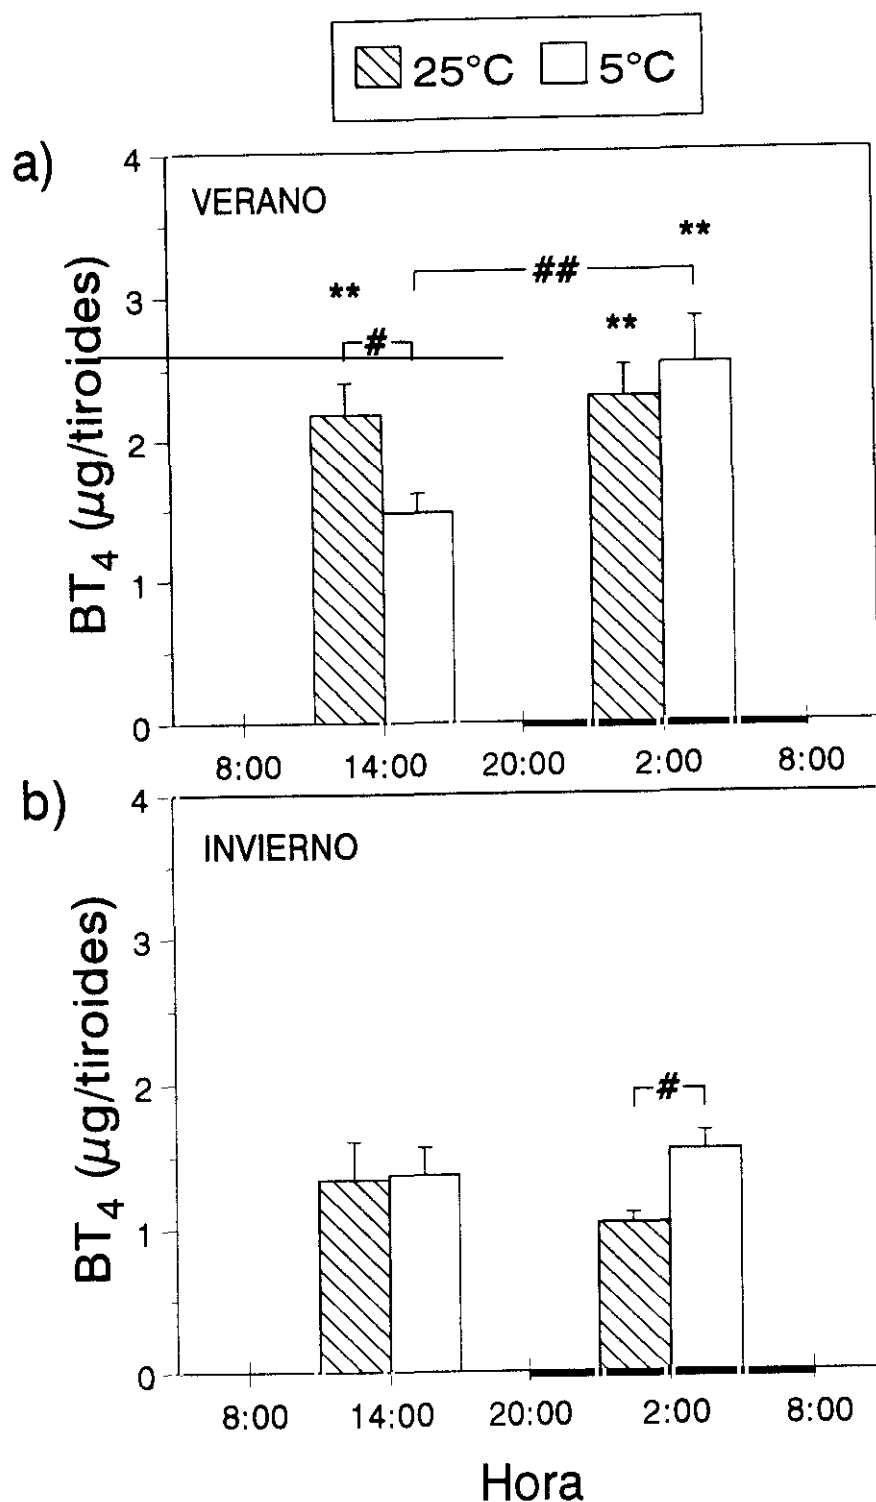 25°C 5°C
a)
VERANO
BT4 (µg/tiroides)
4
3
2
1
0
**
#
##
**
**
8:00 14:00 20:00 2:00 8:00
b)
INVIERNO
BT4 (µg/tiroides)
4
3
2
1
0
#
8:00 14:00 20:00 2:00 8:00
Hora